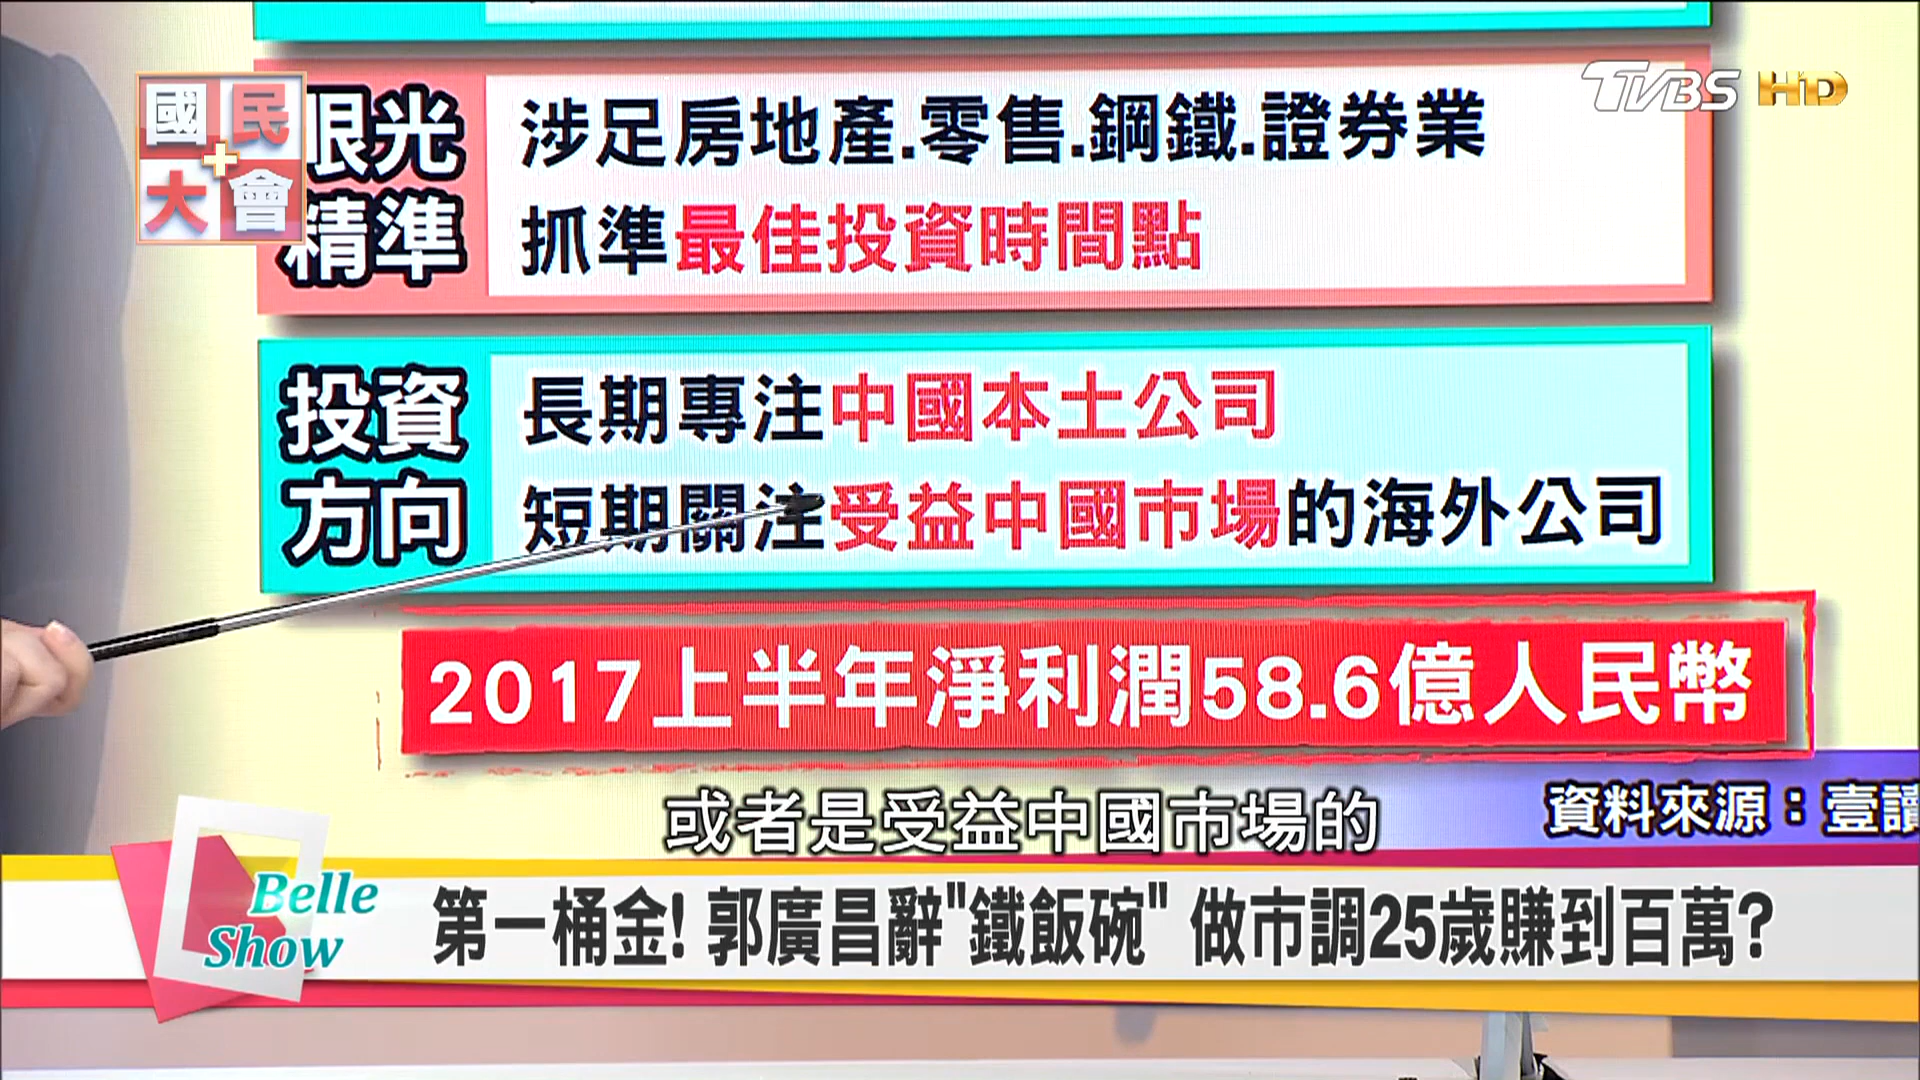 國民大會
TVBS HD
眼光精準
涉足房地產.零售.鋼鐵.證券業
抓準最佳投資時間點
投資方向
長期專注中國本土公司
短期關注受益中國市場的海外公司
2017上半年淨利潤58.6億人民幣
資料來源：壹讀
或者是受益中國市場的
Belle Show
第一桶金! 郭廣昌辭"鐵飯碗" 做市調25歲賺到百萬?